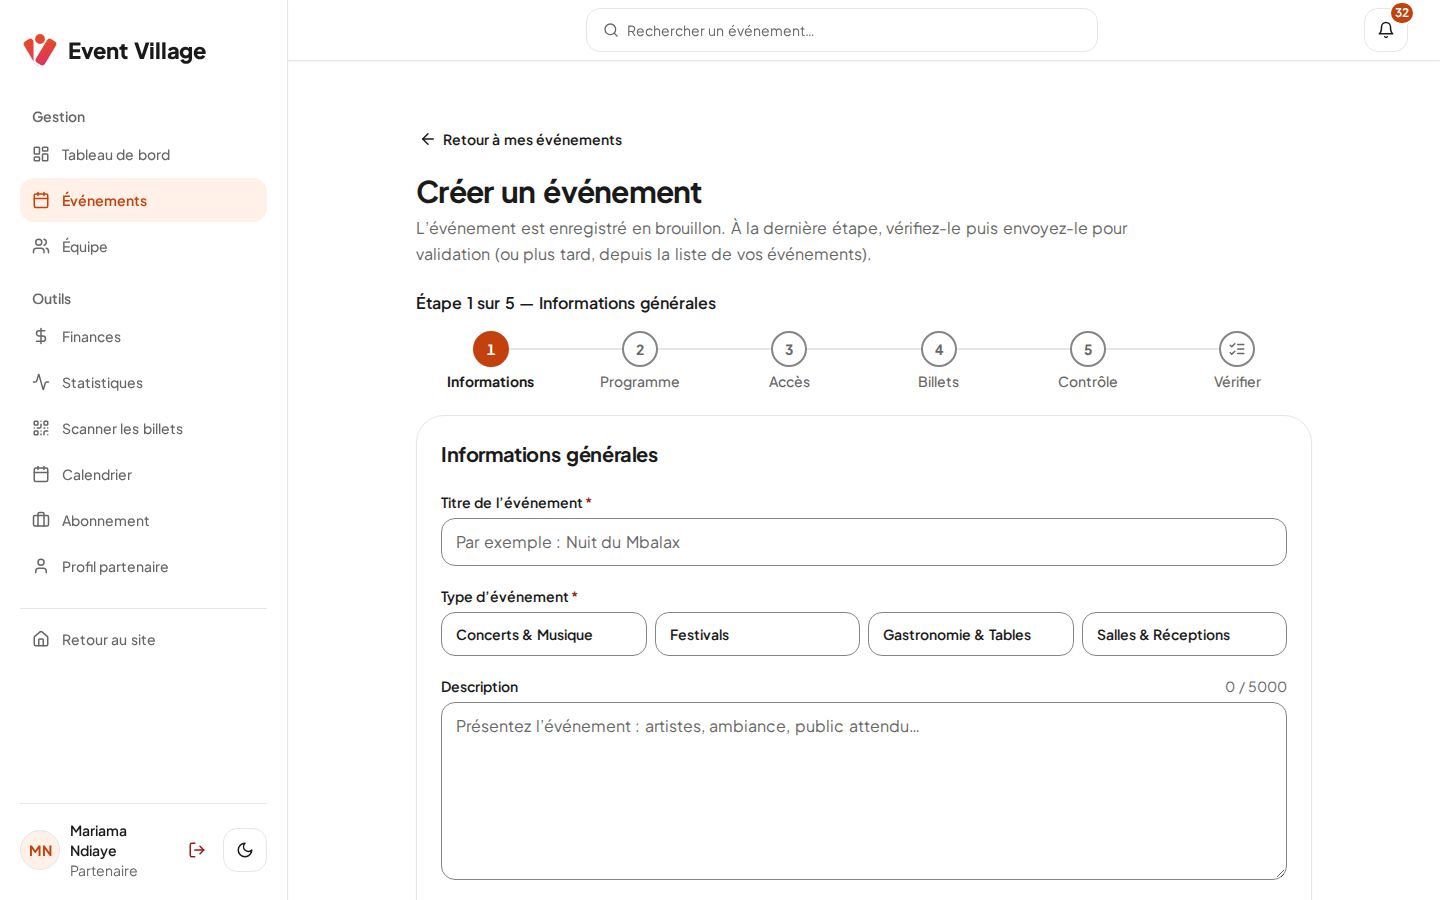 Event Village
Rechercher un événement…
32
Gestion
Tableau de bord
Événements
Équipe
Outils
Finances
Statistiques
Scanner les billets
Calendrier
Abonnement
Profil partenaire
Retour au site
MN
Mariama
Ndiaye
Partenaire
Retour à mes événements
Créer un événement
L’événement est enregistré en brouillon. À la dernière étape, vérifiez-le puis envoyez-le pour
validation (ou plus tard, depuis la liste de vos événements).
Étape 1 sur 5 — Informations générales
1 2 3 4 5
Informations Programme Accès Billets Contrôle Vérifier
Informations générales
Titre de l’événement *
Par exemple : Nuit du Mbalax
Type d’événement *
Concerts & Musique Festivals Gastronomie & Tables Salles & Réceptions
Description 0 / 5000
Présentez l’événement : artistes, ambiance, public attendu…